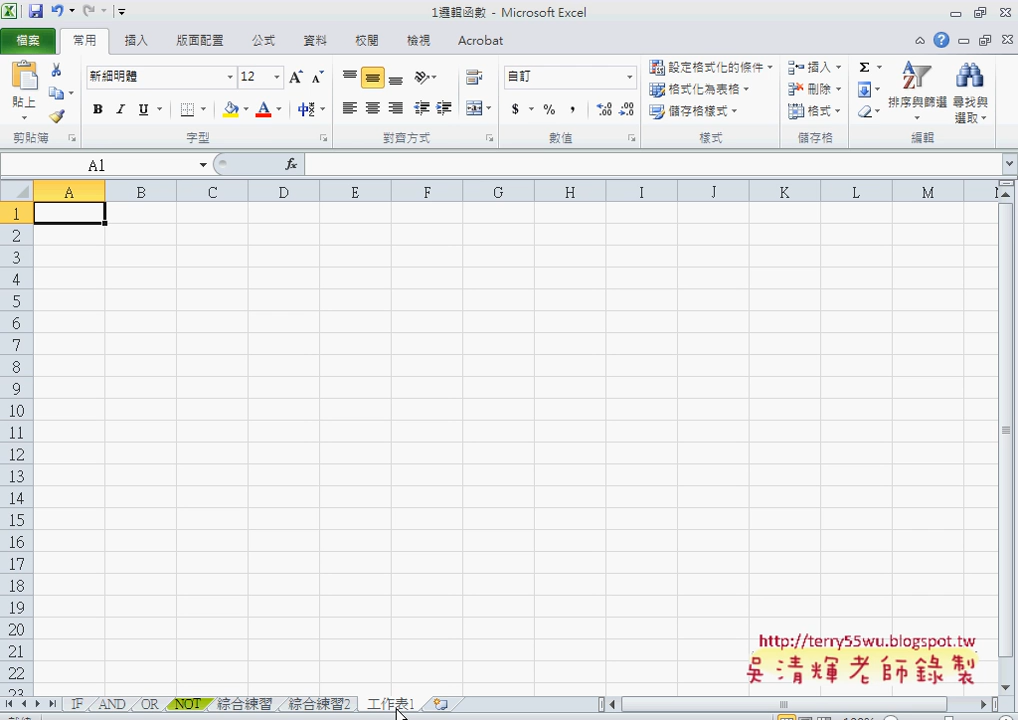 1邏輯函數 - Microsoft Excel
檔案 常用 插入 版面配置 公式 資料 校閱 檢視 Acrobat
新細明體 12 自訂 設定格式化的條件 插入 Σ
貼上 格式化為表格 刪除 排序與篩選 尋找與選取
B I U $ % , 儲存格樣式 格式
剪貼簿 字型 對齊方式 數值 樣式 儲存格 編輯
A1 fx
A B C D E F G H I J K L M
1
2
3
4
5
6
7
8
9
10
11
12
13
14
15
16
17
18
19
20
21
22
23
http://terry55wu.blogspot.tw
吳清輝老師錄製
IF AND OR NOT 綜合練習 綜合練習2 工作表1